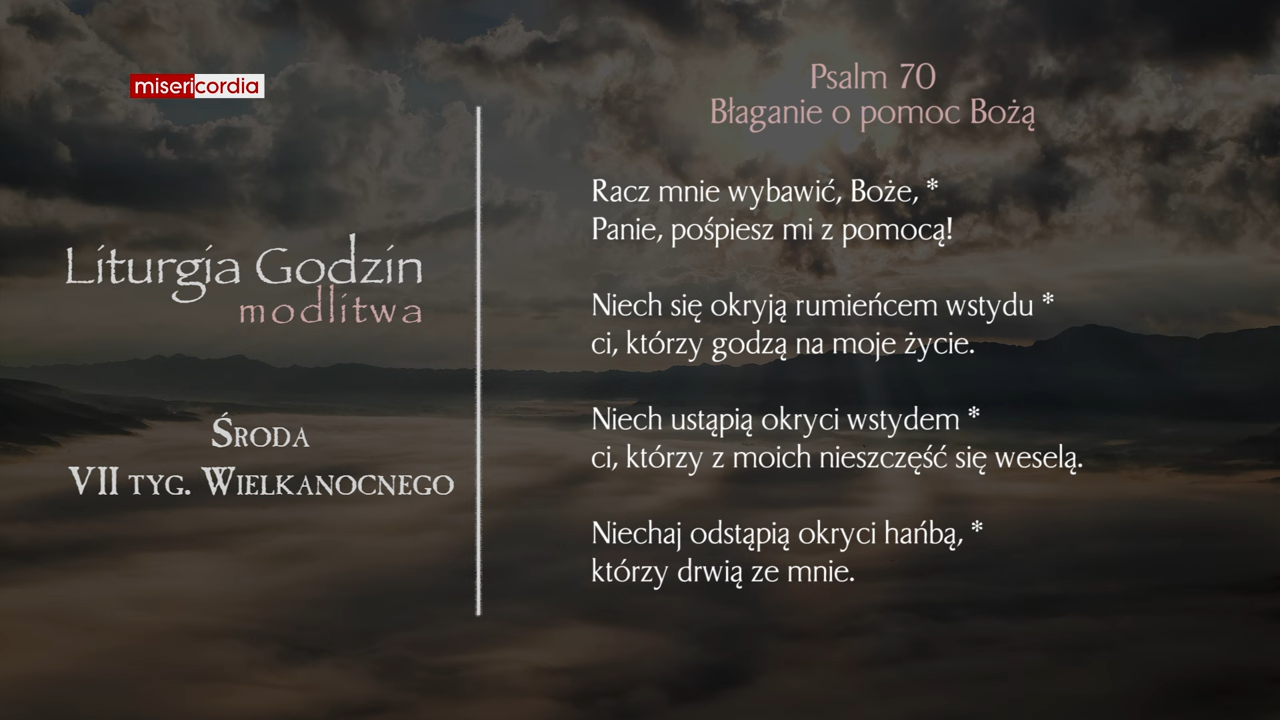 misericordia
Liturgia Godzin
modlitwa
Środa
VII tyg. Wielkanocnego
Psalm 70
Błaganie o pomoc Bożą
Racz mnie wybawić, Boże, *
Panie, pośpiesz mi z pomocą!
Niech się okryją rumieńcem wstydu *
ci, którzy godzą na moje życie.
Niech ustąpią okryci wstydem *
ci, którzy z moich nieszczęść się weselą.
Niechaj odstąpią okryci hańbą, *
którzy drwią ze mnie.